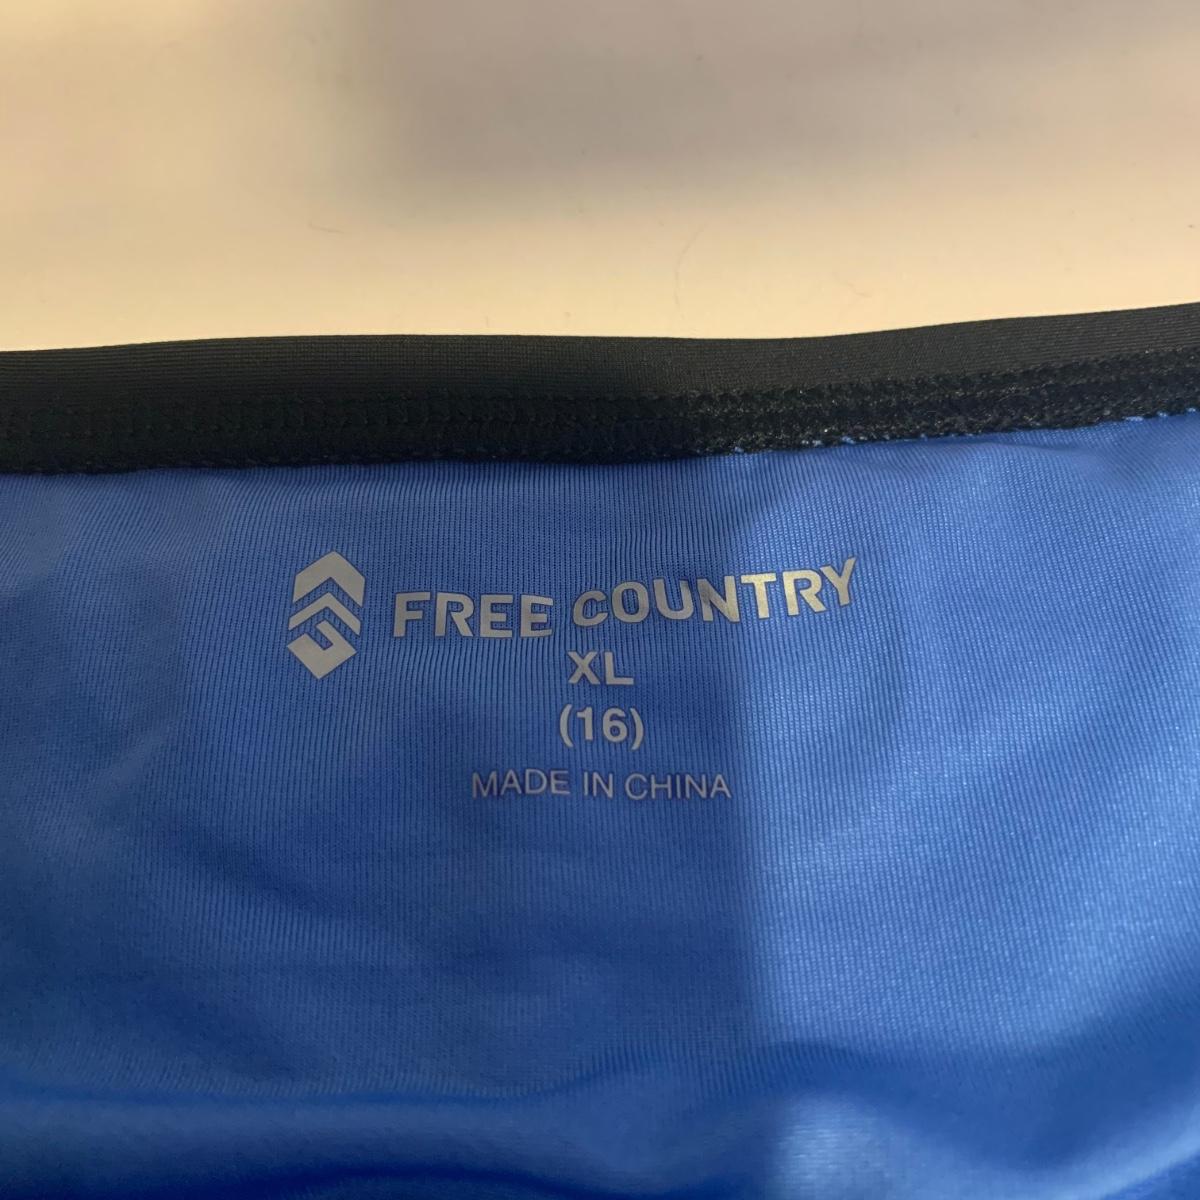 FREE COUNTRY
XL
(16)
MADE IN CHINA